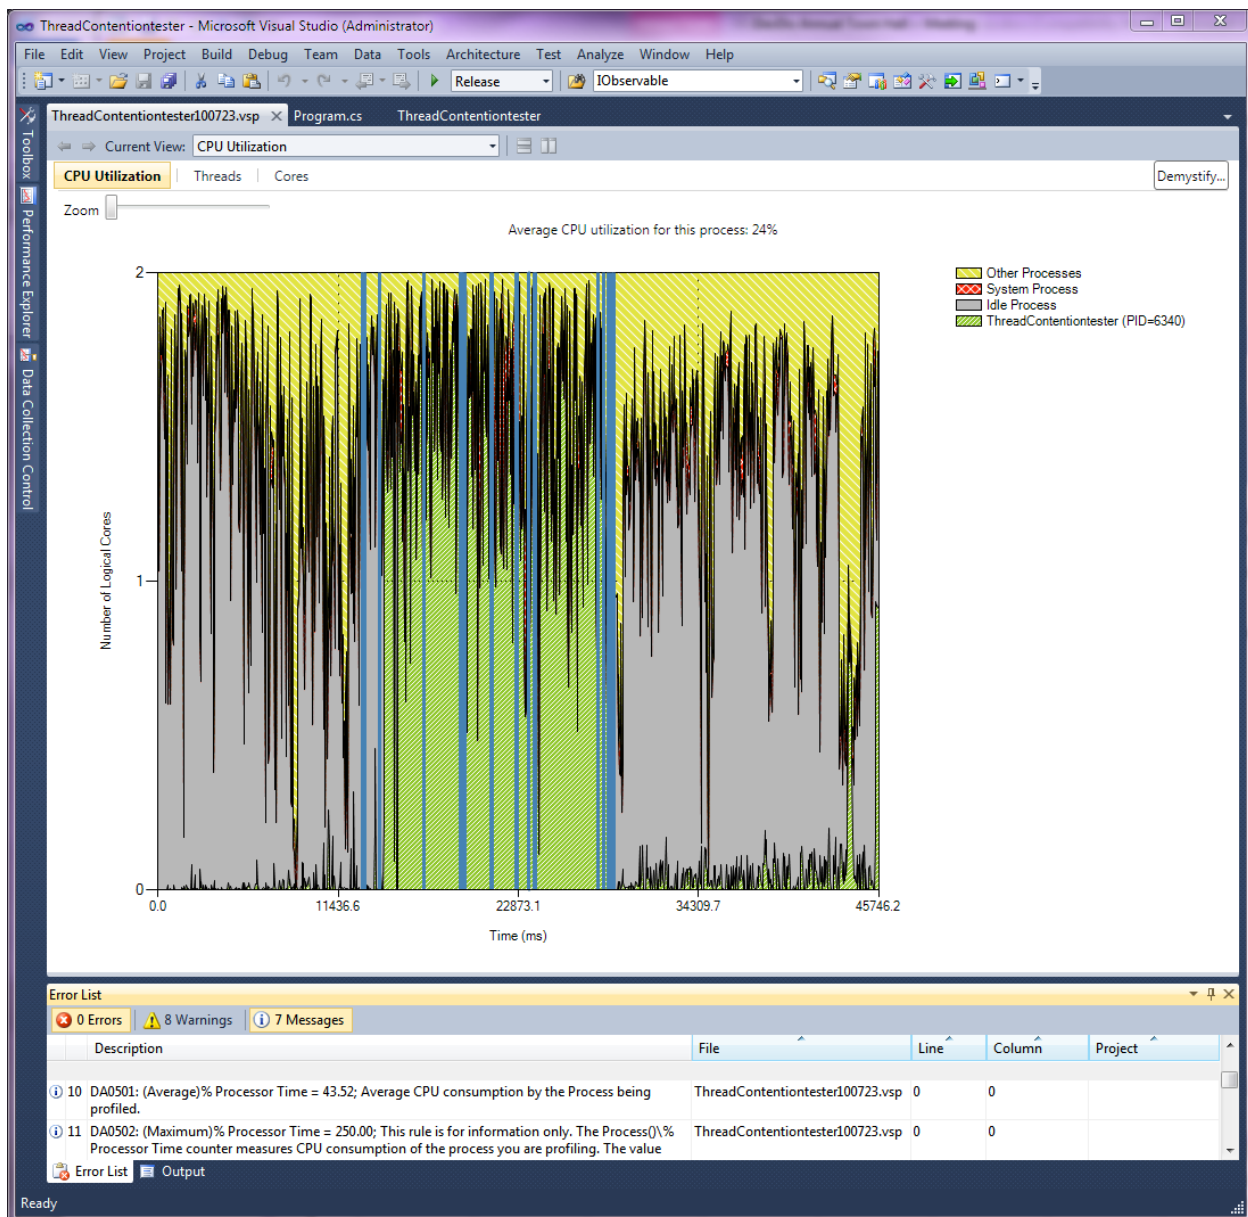 ThreadContentiontester - Microsoft Visual Studio (Administrator)
File Edit View Project Build Debug Team Data Tools Architecture Test Analyze Window Help
Release IObservable
ThreadContentiontester100723.vsp Program.cs ThreadContentiontester
Toolbox
Performance Explorer
Data Collection Control
Current View: CPU Utilization
CPU Utilization Threads Cores Demystify...
Zoom
Average CPU utilization for this process: 24%
Other Processes
System Process
Idle Process
ThreadContentiontester (PID=6340)
Number of Logical Cores
2
1
0
0.0 11436.6 22873.1 34309.7 45746.2
Time (ms)
Error List
0 Errors 8 Warnings 7 Messages
Description File Line Column Project
10 DA0501: (Average)% Processor Time = 43.52; Average CPU consumption by the Process being ThreadContentiontester100723.vsp 0 0
profiled.
11 DA0502: (Maximum)% Processor Time = 250.00; This rule is for information only. The Process()\% ThreadContentiontester100723.vsp 0 0
Processor Time counter measures CPU consumption of the process you are profiling. The value
Error List Output
Ready